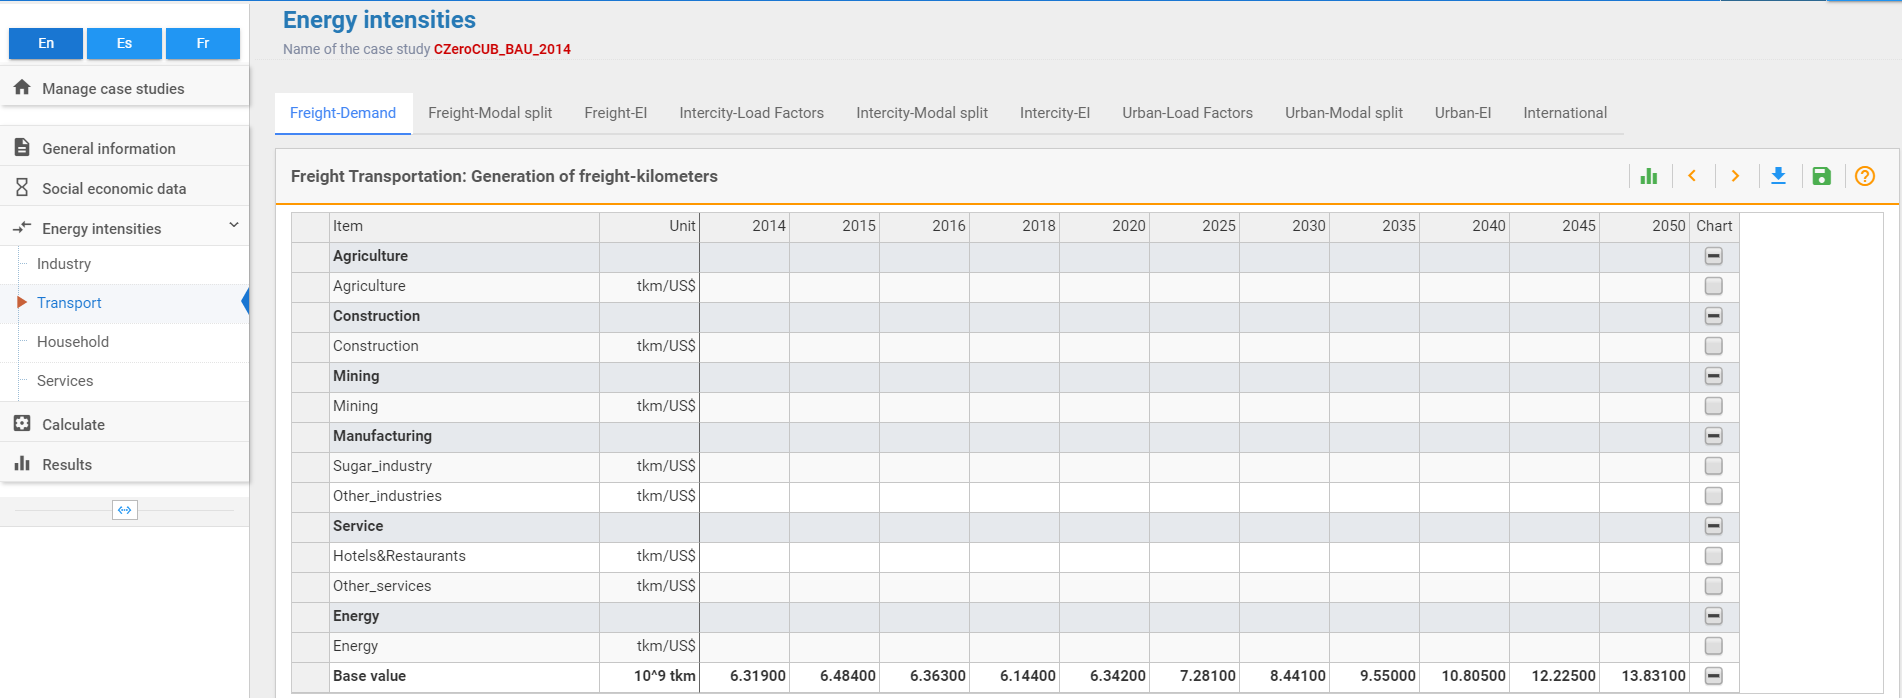 Energy intensities
Name of the case study CZeroCUB_BAU_2014
En Es Fr
Manage case studies
General information
Social economic data
Energy intensities
Industry
Transport
Household
Services
Calculate
Results
Freight-Demand Freight-Modal split Freight-EI Intercity-Load Factors Intercity-Modal split Intercity-EI Urban-Load Factors Urban-Modal split Urban-EI International
Freight Transportation: Generation of freight-kilometers
Item Unit 2014 2015 2016 2018 2020 2025 2030 2035 2040 2045 2050 Chart
Agriculture
Agriculture tkm/US$
Construction
Construction tkm/US$
Mining
Mining tkm/US$
Manufacturing
Sugar_industry tkm/US$
Other_industries tkm/US$
Service
Hotels&Restaurants tkm/US$
Other_services tkm/US$
Energy
Energy tkm/US$
Base value 10^9 tkm 6.31900 6.48400 6.36300 6.14400 6.34200 7.28100 8.44100 9.55000 10.80500 12.22500 13.83100